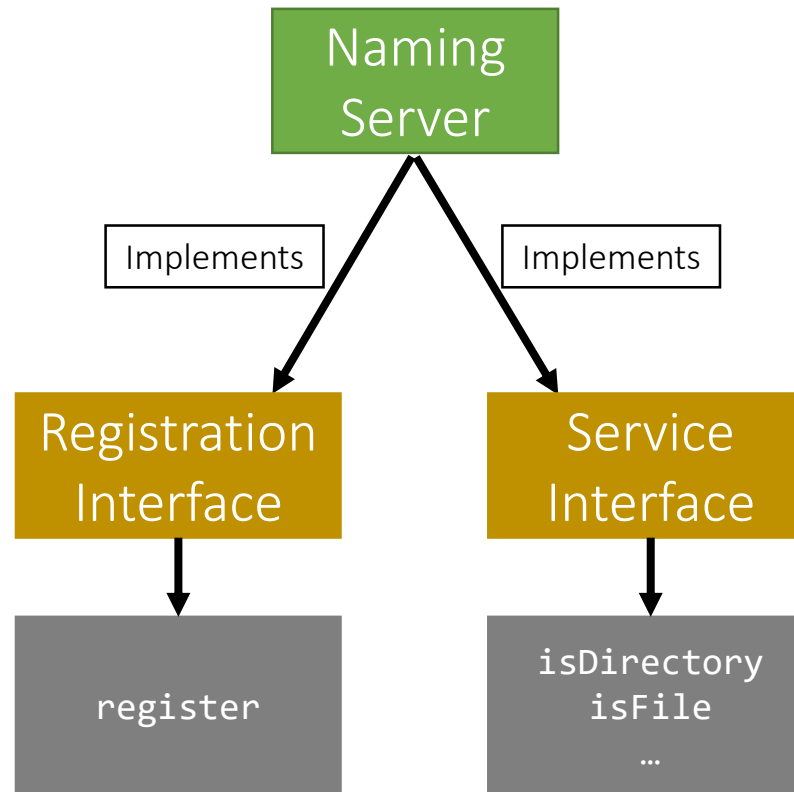 Naming
Server
Implements
Implements
Registration
Interface
Service
Interface
register
isDirectory
isFile
…